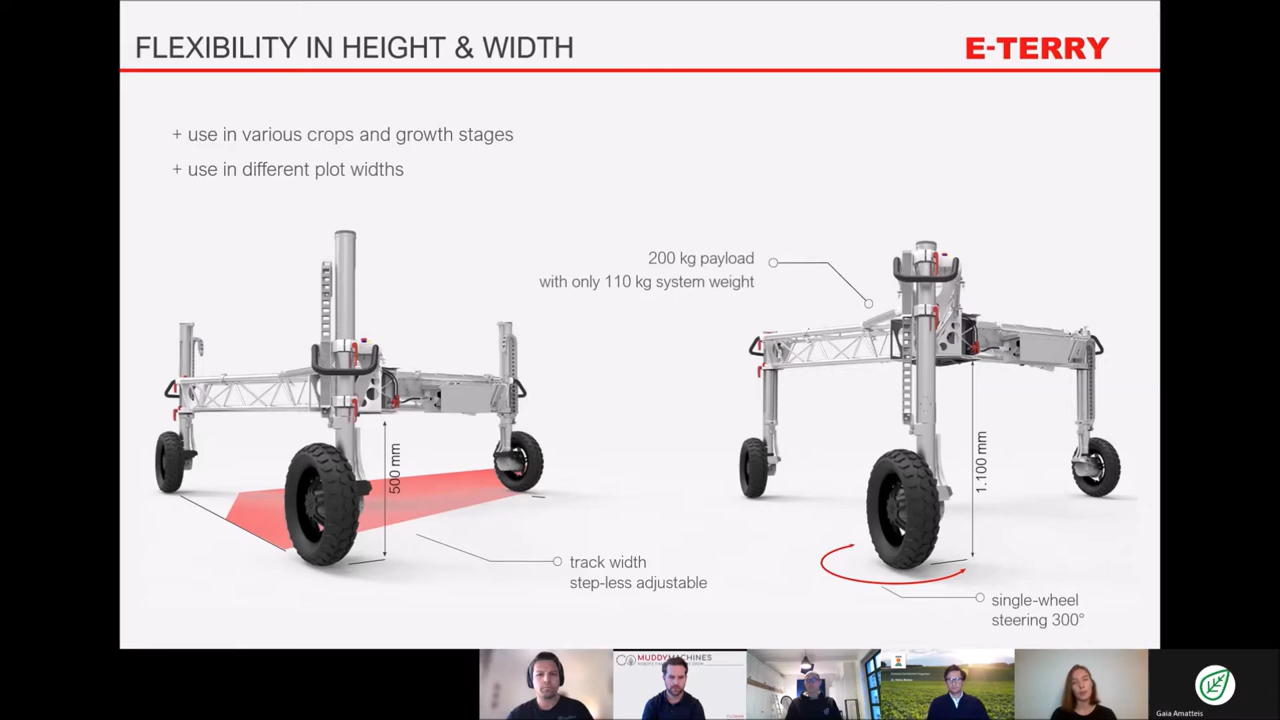 FLEXIBILITY IN HEIGHT & WIDTH
E-TERRY
+ use in various crops and growth stages
+ use in different plot widths
200 kg payload
with only 110 kg system weight
500 mm
1.100 mm
track width
step-less adjustable
single-wheel
steering 300°
MUDDYMACHINES
Gaia Amatteis